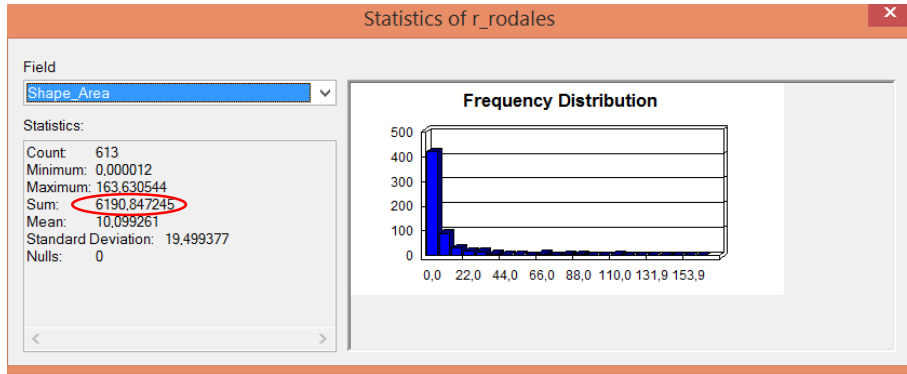 Statistics of r_rodales
x
Field
Shape_Area
Statistics:
Count: 613
Minimum: 0,000012
Maximum: 163,630544
Sum: 6190,847245
Mean: 10,099261
Standard Deviation: 19,499377
Nulls: 0
Frequency Distribution
500
400
300
200
100
0
0,0 22,0 44,0 66,0 88,0 110,0 131,9 153,9